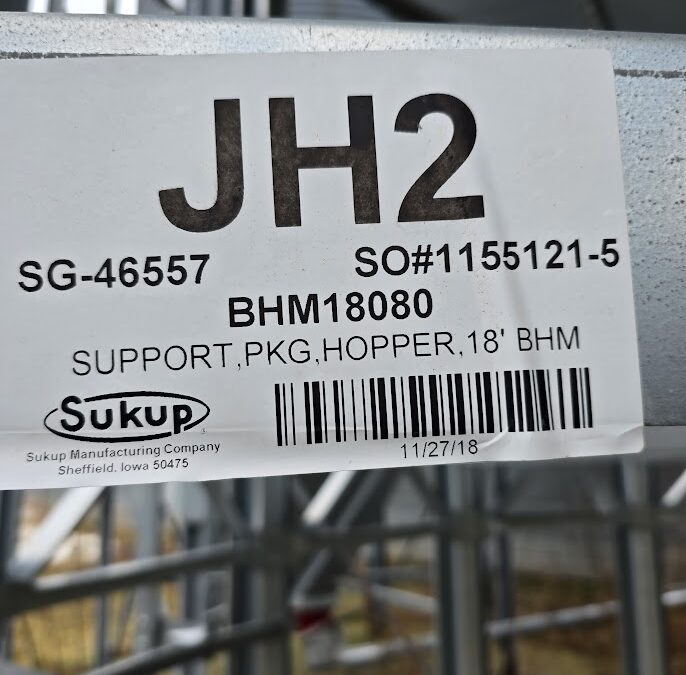 JH2
SG-46557 SO#1155121-5
BHM18080
SUPPORT,PKG,HOPPER,18' BHM
Sukup®
Sukup Manufacturing Company
Sheffield, Iowa 50475
11/27/18